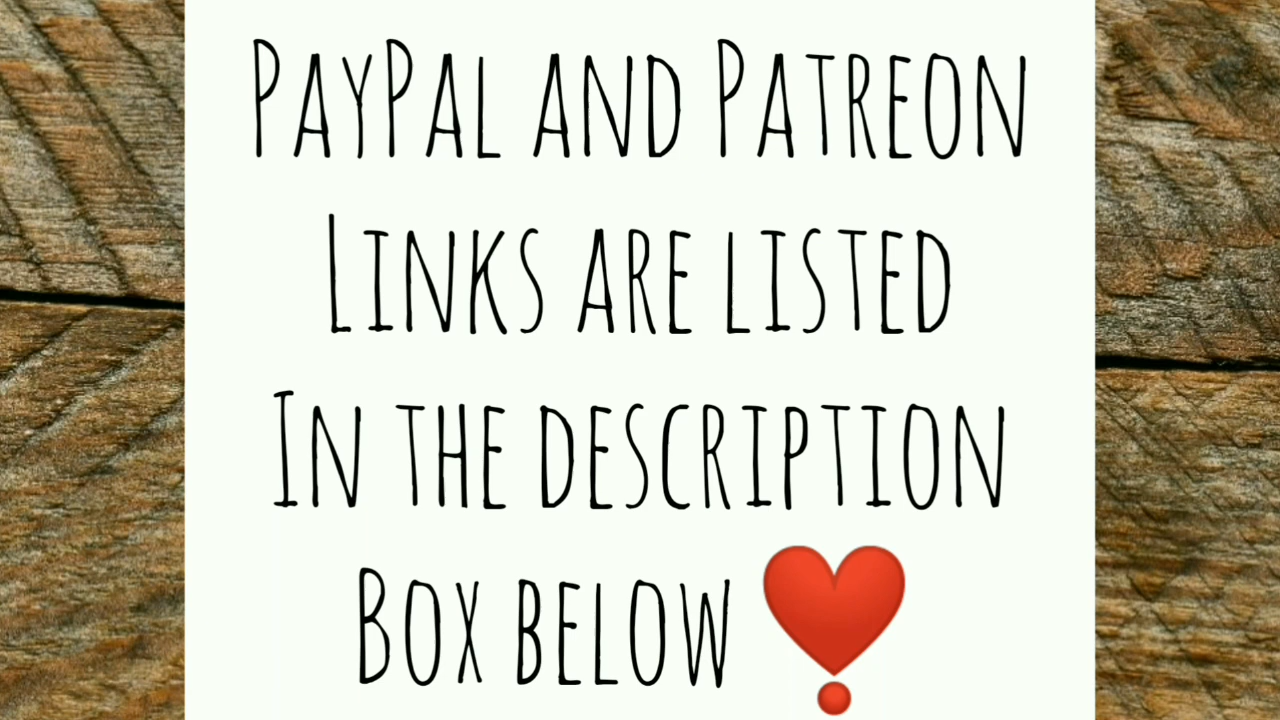 PayPal and Patreon
Links are listed
In the description
Box below ❣